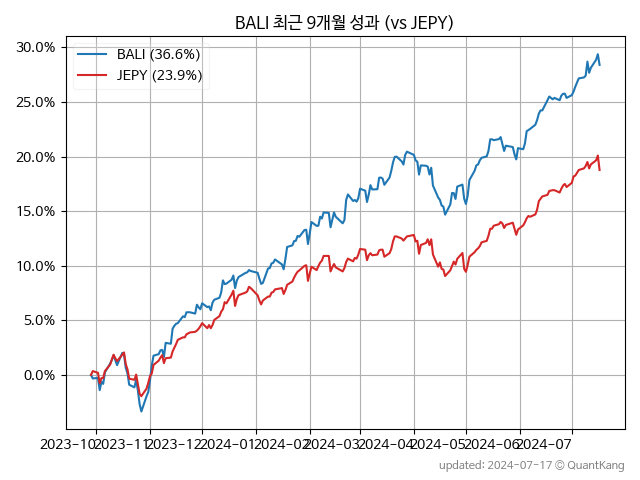 BALI 최근 9개월 성과 (vs JEPY)
BALI (36.6%)
JEPY (23.9%)
30.0%
25.0%
20.0%
15.0%
10.0%
5.0%
0.0%
2023-10 2023-11 2023-12 2024-01 2024-02 2024-03 2024-04 2024-05 2024-06 2024-07
updated: 2024-07-17 © QuantKang